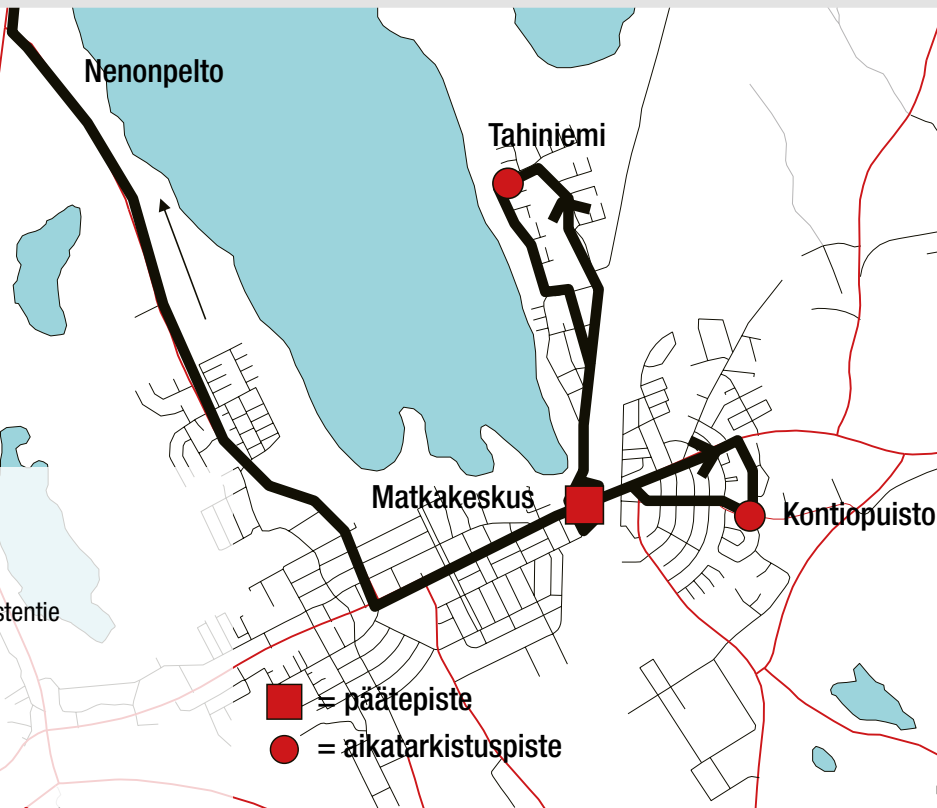 Nenonpelto
Tahiniemi
Matkakeskus
Kontiopuisto
stentie
= päätepiste
= aikatarkistuspiste